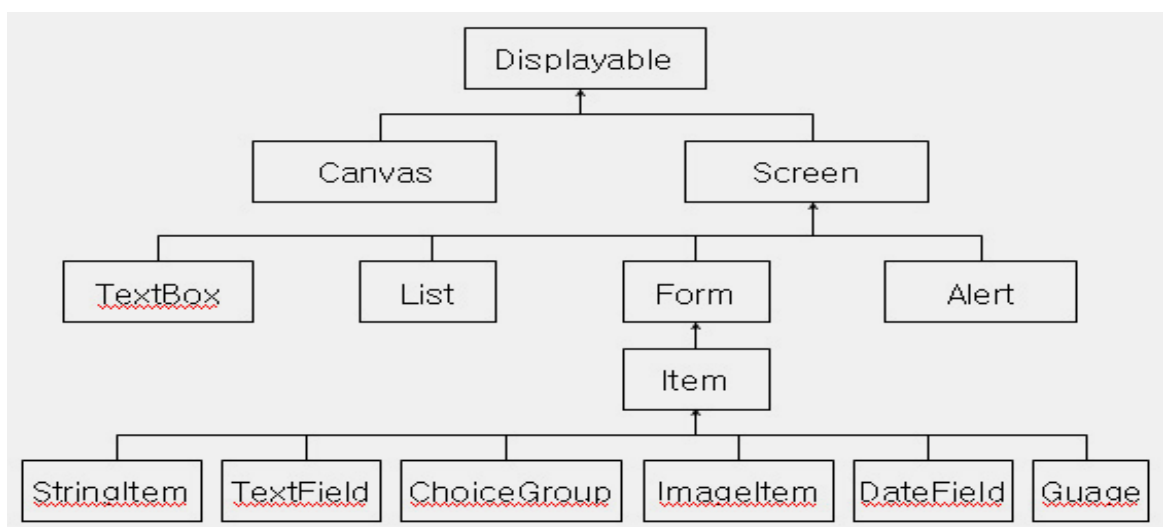 Displayable
Canvas Screen
TextBox List Form Alert
Item
StringItem TextField ChoiceGroup ImageItem DateField Guage